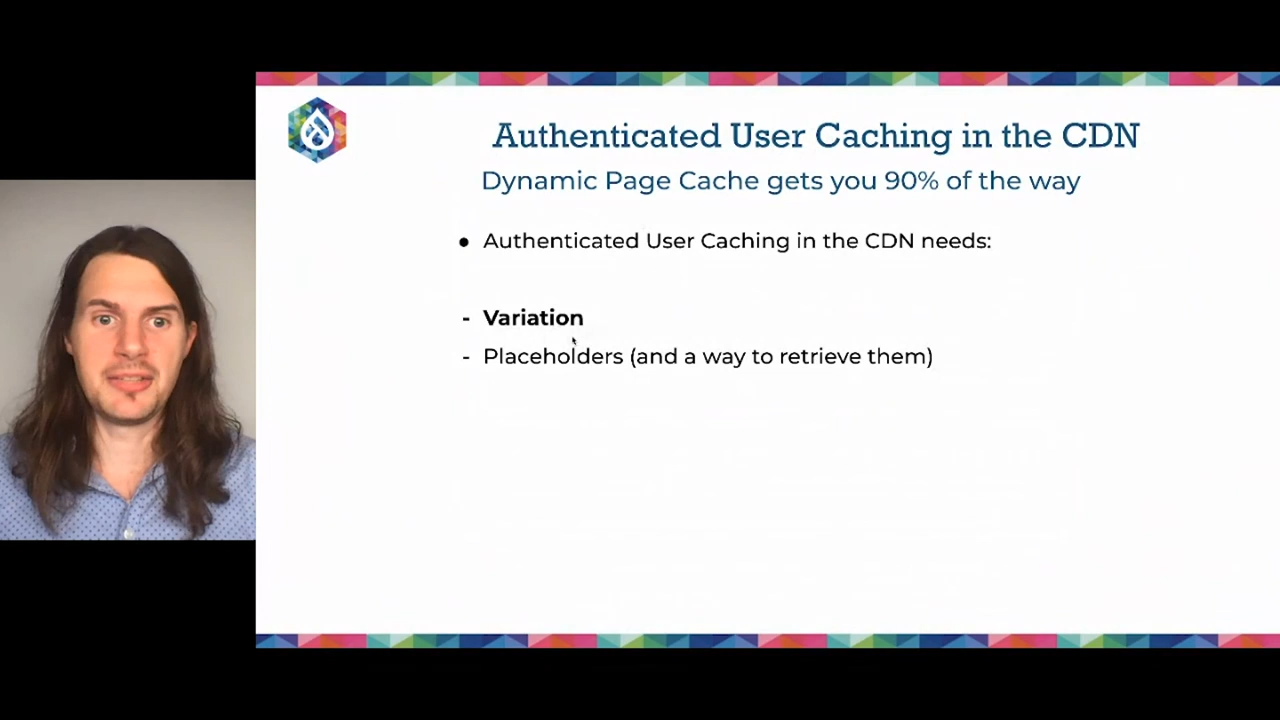 Authenticated User Caching in the CDN
Dynamic Page Cache gets you 90% of the way
● Authenticated User Caching in the CDN needs:
- Variation
- Placeholders (and a way to retrieve them)